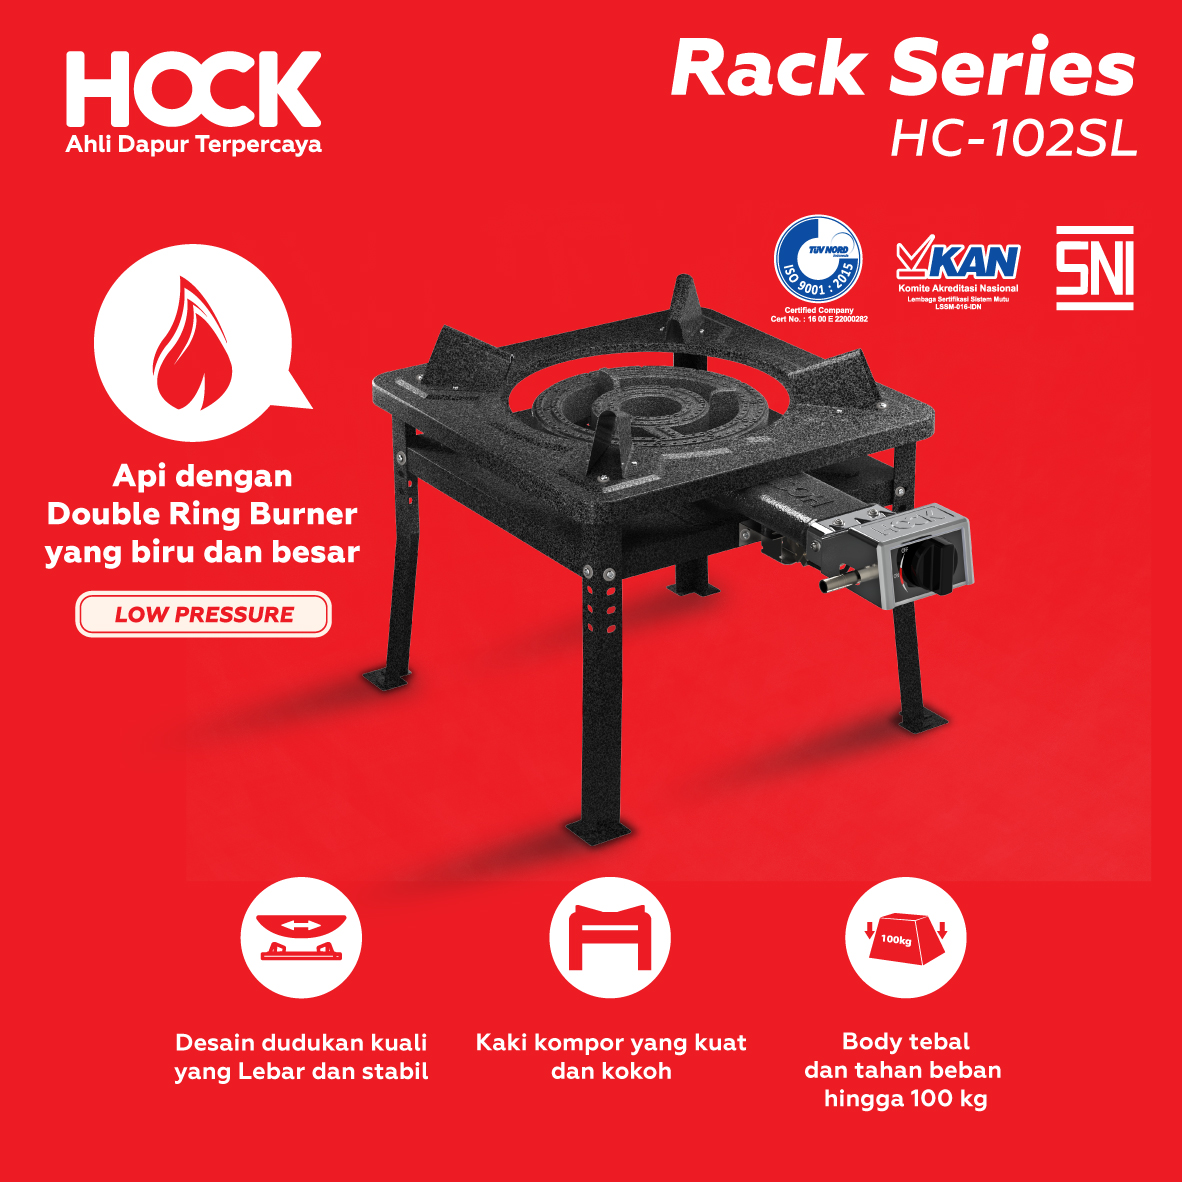 HOCK
Ahli Dapur Terpercaya
Rack Series
HC-102SL
TÜV NORD
Indonesia
ISO 9001 : 2015
Certified Company
Cert No. : 16 00 E 22000282
KAN
Komite Akreditasi Nasional
Lembaga Sertifikasi Sistem Mutu
LSSM-016-IDN
SNI
Api dengan
Double Ring Burner
yang biru dan besar
LOW PRESSURE
HOCK
100kg
Desain dudukan kuali
yang Lebar dan stabil
Kaki kompor yang kuat
dan kokoh
Body tebal
dan tahan beban
hingga 100 kg